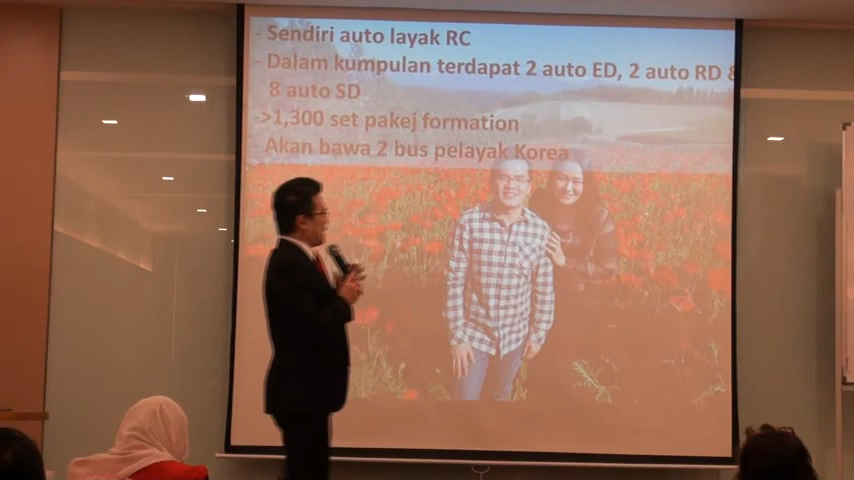 - Sendiri auto layak RC
- Dalam kumpulan terdapat 2 auto ED, 2 auto RD &
8 auto SD
->1,300 set pakej formation
- Akan bawa 2 bus pelayak Korea